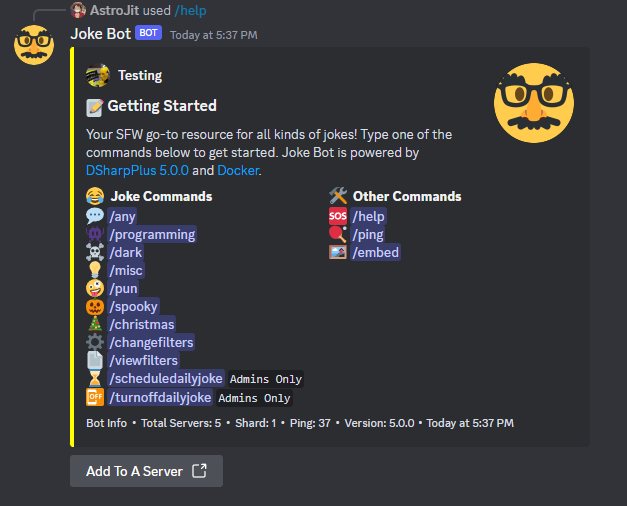 AstroJit used /help
Joke Bot BOT Today at 5:37 PM
Testing
Getting Started
Your SFW go-to resource for all kinds of jokes! Type one of the
commands below to get started. Joke Bot is powered by
DSharpPlus 5.0.0 and Docker.
Joke Commands
/any
/programming
/dark
/misc
/pun
/spooky
/christmas
/changefilters
/viewfilters
/scheduledailyjoke Admins Only
OFF /turnoffdailyjoke Admins Only
Other Commands
SOS /help
/ping
/embed
Bot Info • Total Servers: 5 • Shard: 1 • Ping: 37 • Version: 5.0.0 • Today at 5:37 PM
Add To A Server